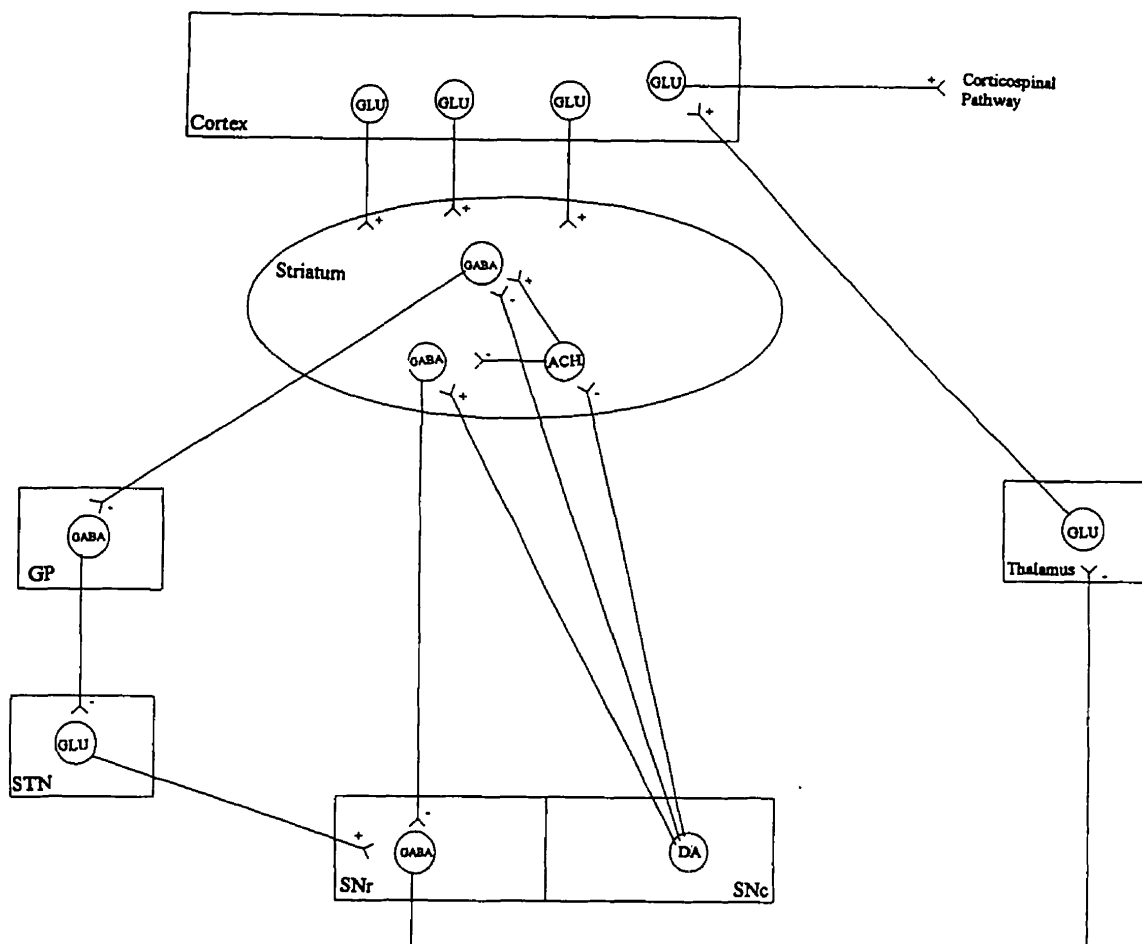 GLU
GLU
GLU
GLU
+
Corticospinal
Pathway
Cortex
+
+
+
+
Striatum
GABA
+
-
GABA
-
ACH
+
-
-
GABA
GP
GLU
Thalamus
-
-
GLU
STN
+
-
GABA
SNr
DA
SNc